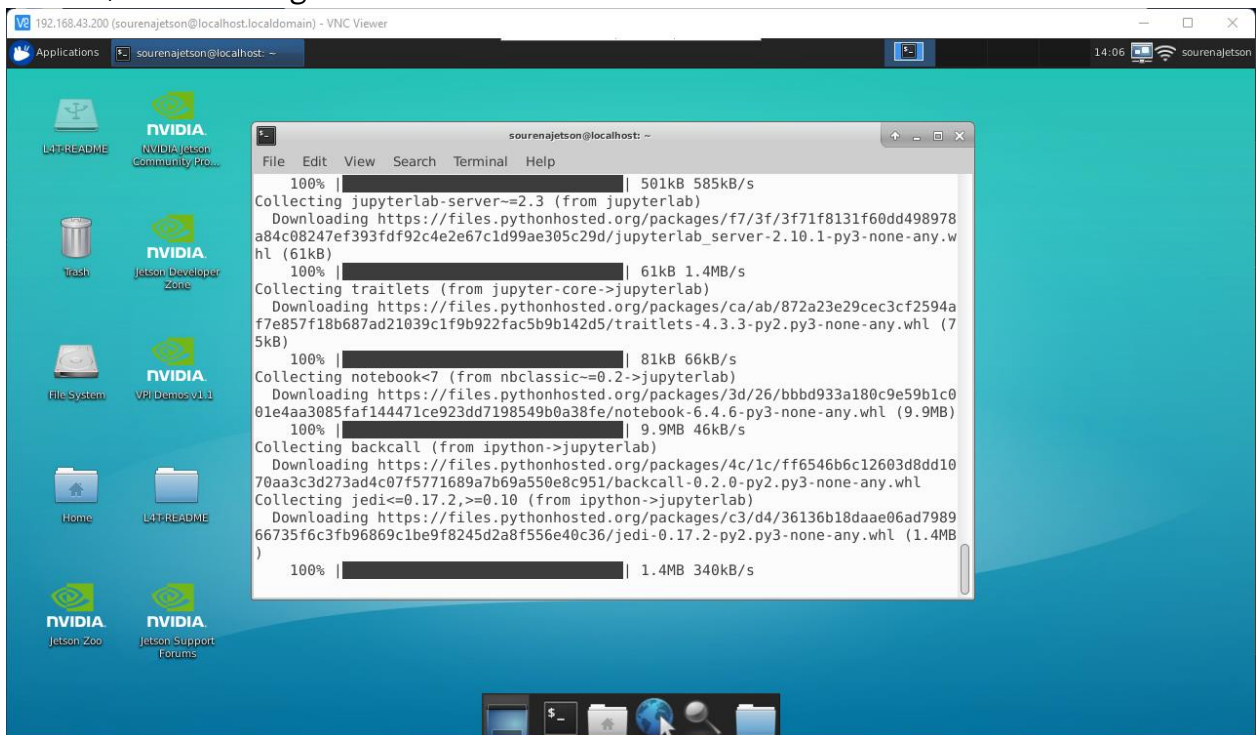 192.168.43.200 (sourenajetson@localhost.localdomain) - VNC Viewer
Applications
sourenajetson@localhost: ~
14:06
sourenajetson
L4T-README
NVIDIA.
NVIDIA Jetson
Community Pro...
Trash
NVIDIA.
Jetson Developer
Zone
File System
NVIDIA.
VPI Demos v1.1
Home
L4T-README
NVIDIA.
Jetson Zoo
NVIDIA.
Jetson Support
Forums
sourenajetson@localhost: ~
File Edit View Search Terminal Help
100% | | 501kB 585kB/s
Collecting jupyterlab-server~=2.3 (from jupyterlab)
Downloading https://files.pythonhosted.org/packages/f7/3f/3f71f8131f60dd498978
a84c08247ef393fdf92c4e2e67c1d99ae305c29d/jupyterlab_server-2.10.1-py3-none-any.w
hl (61kB)
100% | | 61kB 1.4MB/s
Collecting traitlets (from jupyter-core->jupyterlab)
Downloading https://files.pythonhosted.org/packages/ca/ab/872a23e29cec3cf2594a
f7e857f18b687ad21039c1f9b922fac5b9b142d5/traitlets-4.3.3-py2.py3-none-any.whl (7
5kB)
100% | | 81kB 66kB/s
Collecting notebook<7 (from nbclassic~=0.2->jupyterlab)
Downloading https://files.pythonhosted.org/packages/3d/26/bbbd933a180c9e59b1c0
01e4aa3085faf144471ce923dd7198549b0a38fe/notebook-6.4.6-py3-none-any.whl (9.9MB)
100% | | 9.9MB 46kB/s
Collecting backcall (from ipython->jupyterlab)
Downloading https://files.pythonhosted.org/packages/4c/1c/ff6546b6c12603d8dd10
70aa3c3d273ad4c07f5771689a7b69a550e8c951/backcall-0.2.0-py2.py3-none-any.whl
Collecting jedi<=0.17.2,>=0.10 (from ipython->jupyterlab)
Downloading https://files.pythonhosted.org/packages/c3/d4/36136b18daae06ad7989
66735f6c3fb96869c1be9f8245d2a8f556e40c36/jedi-0.17.2-py2.py3-none-any.whl (1.4MB
)
100% | | 1.4MB 340kB/s